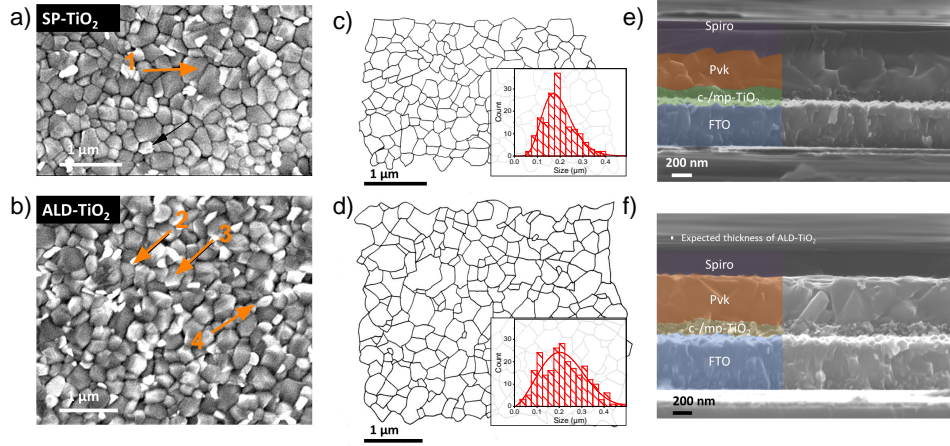 a)
SP-TiO₂
1
1 µm
b)
ALD-TiO₂
2
3
4
1 µm
c)
Count
30
20
10
0
0.0 0.1 0.2 0.3 0.4
Size (µm)
1 µm
d)
Count
30
20
10
0
0.0 0.1 0.2 0.3 0.4
Size (µm)
1 µm
e)
Spiro
Pvk
c-/mp-TiO₂
FTO
200 nm
f)
Expected thickness of ALD-TiO₂
Spiro
Pvk
c-/mp-TiO₂
FTO
200 nm